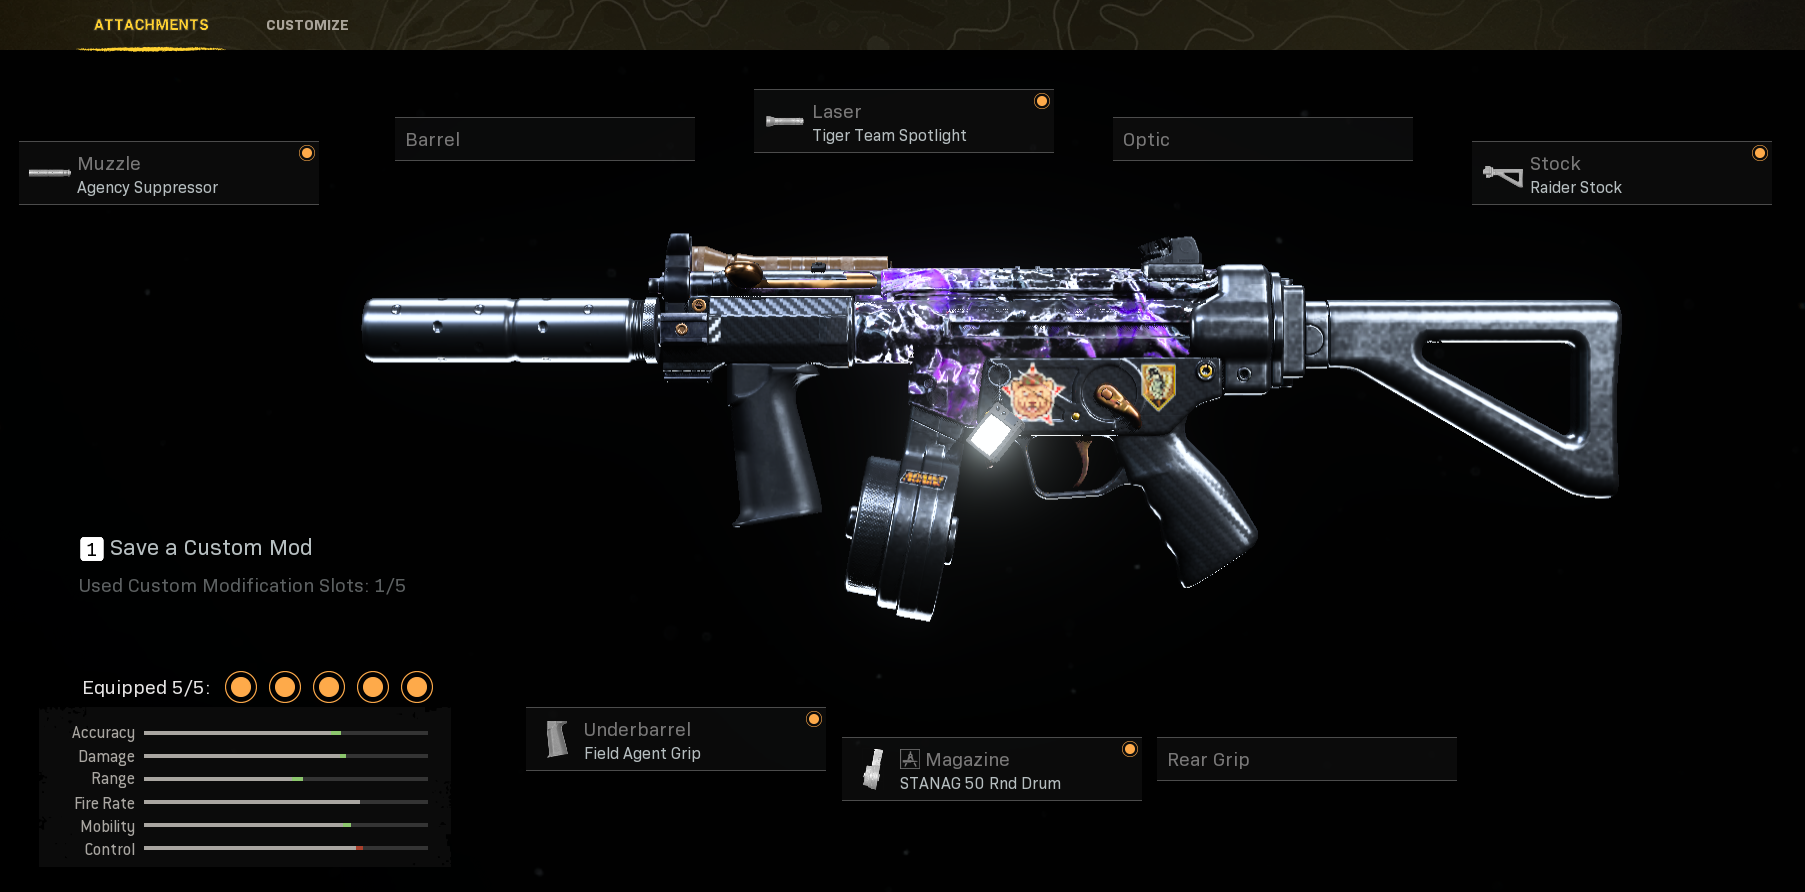 ATTACHMENTS
CUSTOMIZE
Laser
Tiger Team Spotlight
Barrel
Optic
Muzzle
Agency Suppressor
Stock
Raider Stock
1 Save a Custom Mod
Used Custom Modification Slots: 1/5
Equipped 5/5:
Accuracy
Damage
Range
Fire Rate
Mobility
Control
Underbarrel
Field Agent Grip
Magazine
STANAG 50 Rnd Drum
Rear Grip